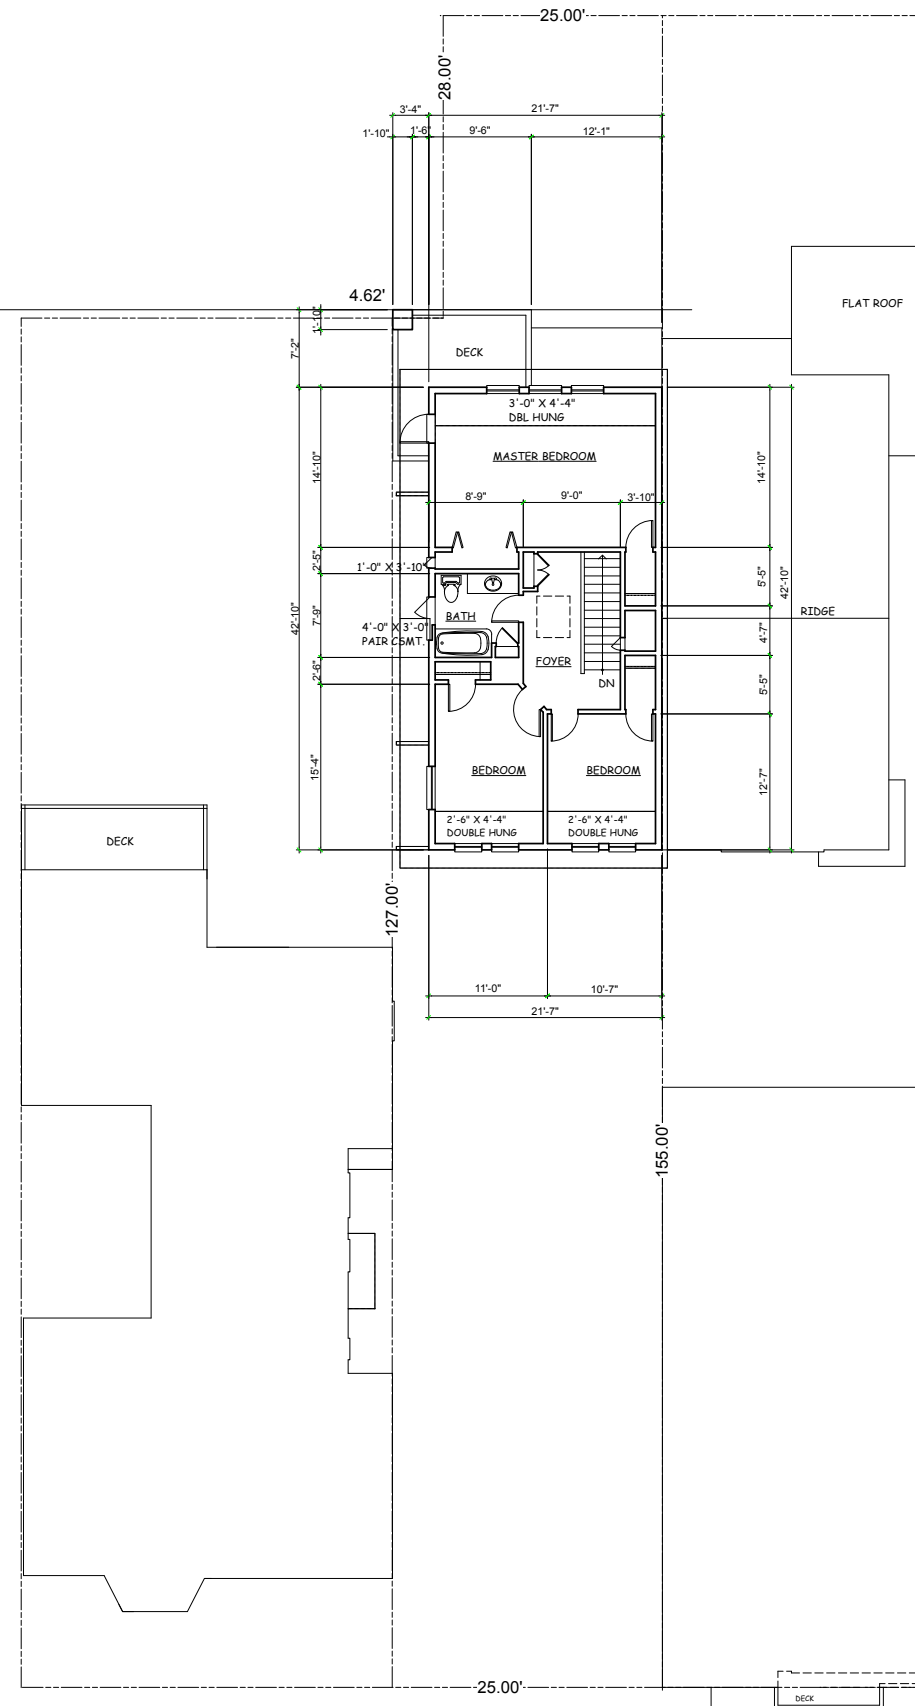 25.00'
28.00'
3'-4"
21'-7"
1'-10"
1'-6"
9'-6"
12'-1"
4.62'
FLAT ROOF
1'-10"
7'-2"
DECK
3'-0" X 4'-4"
DBL HUNG
MASTER BEDROOM
14'-10"
14'-10"
8'-9"
9'-0"
3'-10"
2'-5"
1'-0" X 3'-10"
5'-5"
42'-10"
42'-10"
7'-9"
BATH
RIDGE
4'-0" X 3'-0"
PAIR CSMT.
4'-7"
FOYER
2'-6"
DN
5'-5"
15'-4"
BEDROOM
BEDROOM
12'-7"
2'-6" X 4'-4"
DOUBLE HUNG
2'-6" X 4'-4"
DOUBLE HUNG
DECK
127.00'
11'-0"
10'-7"
21'-7"
155.00'
25.00'
DECK